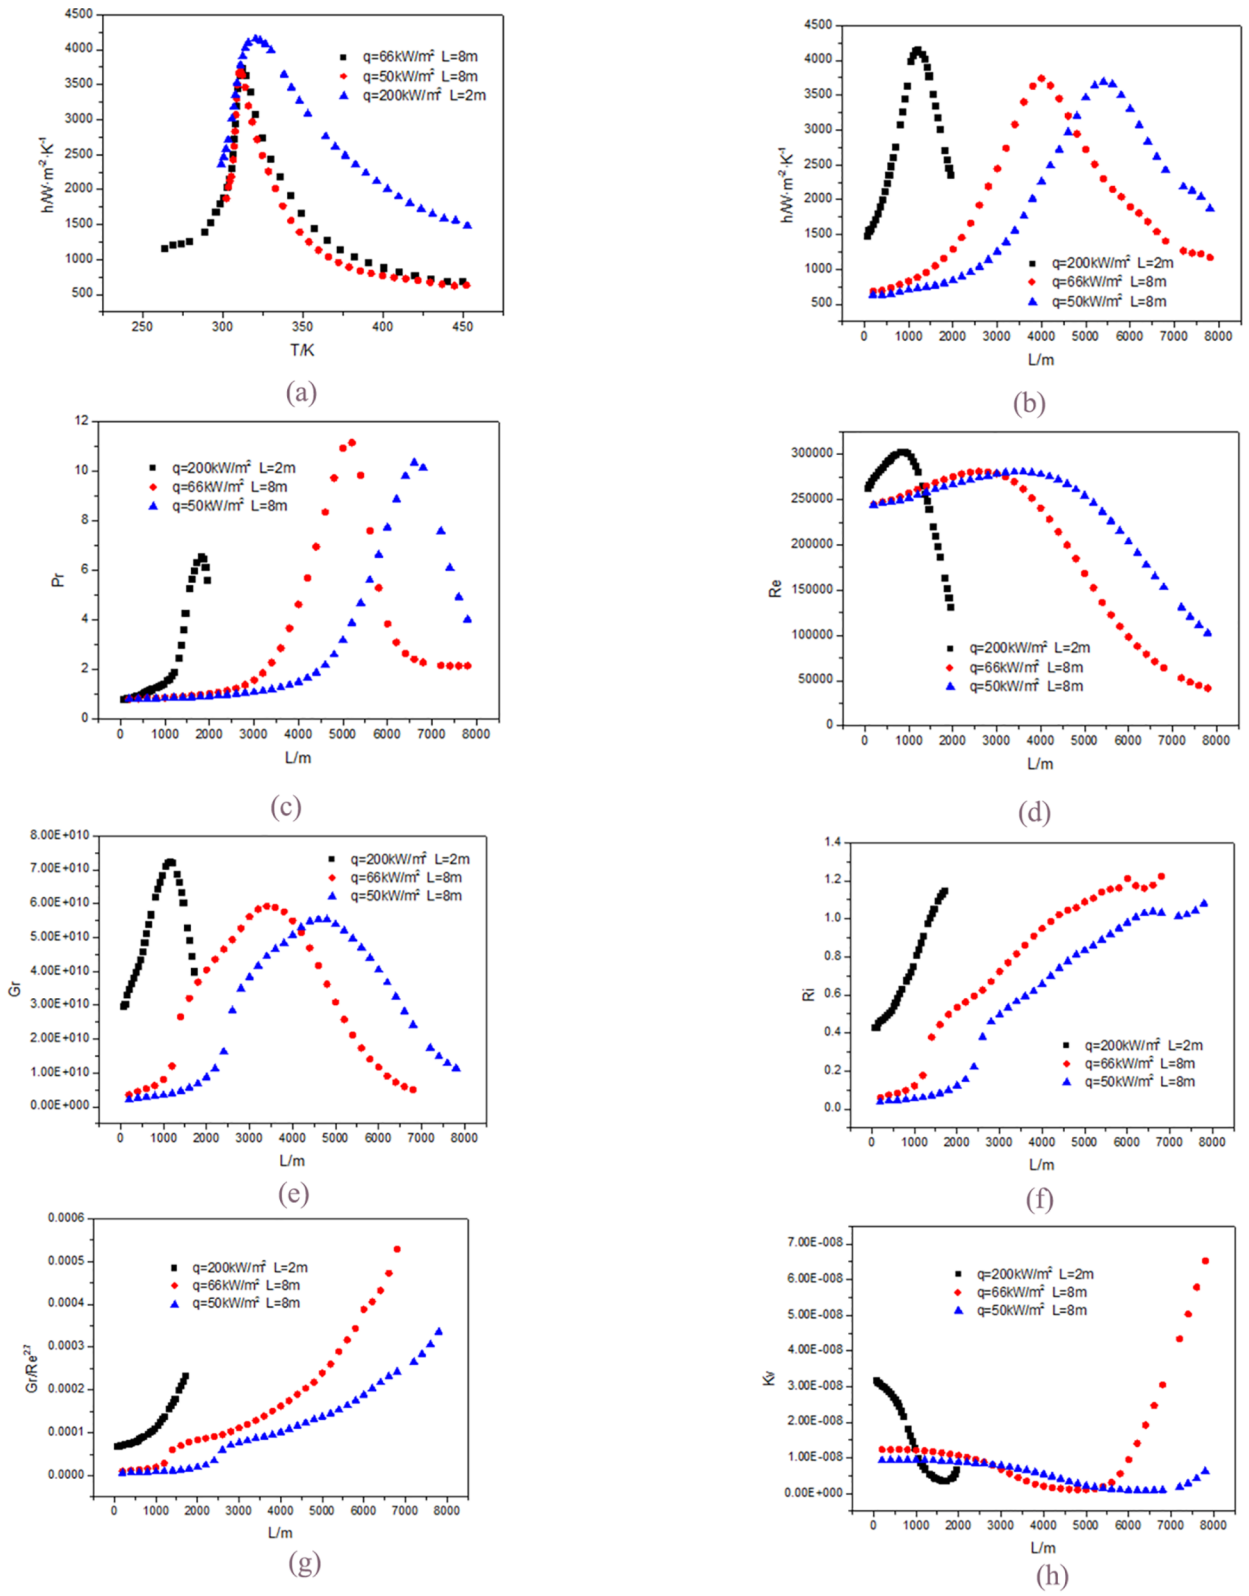 4500
4000
3500
3000
2500
2000
1500
1000
500
h/W·m⁻²·K⁻¹
q=66kW/m² L=8m
q=50kW/m² L=8m
q=200kW/m² L=2m
250 300 350 400 450
T/K
(a)
4500
4000
3500
3000
2500
2000
1500
1000
500
h/W·m⁻²·K⁻¹
q=200kW/m² L=2m
q=66kW/m² L=8m
q=50kW/m² L=8m
0 1000 2000 3000 4000 5000 6000 7000 8000
L/m
(b)
12
10
8
6
4
2
0
Pr
q=200kW/m² L=2m
q=66kW/m² L=8m
q=50kW/m² L=8m
0 1000 2000 3000 4000 5000 6000 7000 8000
L/m
(c)
300000
250000
200000
150000
100000
50000
0
Re
q=200kW/m² L=2m
q=66kW/m² L=8m
q=50kW/m² L=8m
0 1000 2000 3000 4000 5000 6000 7000 8000
L/m
(d)
8.00E+010
7.00E+010
6.00E+010
5.00E+010
4.00E+010
3.00E+010
2.00E+010
1.00E+010
0.00E+000
Gr
q=200kW/m² L=2m
q=66kW/m² L=8m
q=50kW/m² L=8m
0 1000 2000 3000 4000 5000 6000 7000 8000
L/m
(e)
1.4
1.2
1.0
0.8
0.6
0.4
0.2
0.0
Ri
q=200kW/m² L=2m
q=66kW/m² L=8m
q=50kW/m² L=8m
0 1000 2000 3000 4000 5000 6000 7000 8000
L/m
(f)
0.0006
0.0005
0.0004
0.0003
0.0002
0.0001
0.0000
Gr/Re²·⁷
q=200kW/m² L=2m
q=66kW/m² L=8m
q=50kW/m² L=8m
0 1000 2000 3000 4000 5000 6000 7000 8000
L/m
(g)
7.00E-008
6.00E-008
5.00E-008
4.00E-008
3.00E-008
2.00E-008
1.00E-008
0.00E+000
Kv
q=200kW/m² L=2m
q=66kW/m² L=8m
q=50kW/m² L=8m
0 1000 2000 3000 4000 5000 6000 7000 8000
L/m
(h)